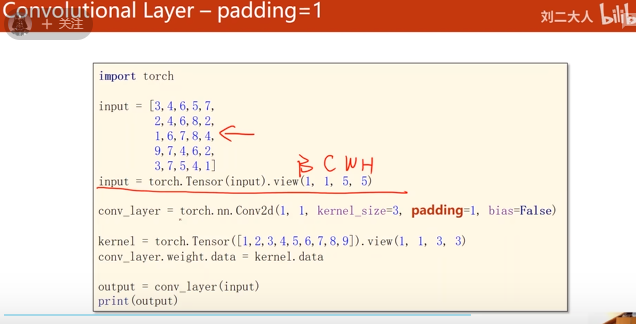 Convolutional Layer – padding=1
+ 关注
刘二大人
bilib
import torch
input = [3,4,6,5,7,
2,4,6,8,2,
1,6,7,8,4,
9,7,4,6,2,
3,7,5,4,1]
B C W H
input = torch.Tensor(input).view(1, 1, 5, 5)
conv_layer = torch.nn.Conv2d(1, 1, kernel_size=3, padding=1, bias=False)
kernel = torch.Tensor([1,2,3,4,5,6,7,8,9]).view(1, 1, 3, 3)
conv_layer.weight.data = kernel.data
output = conv_layer(input)
print(output)